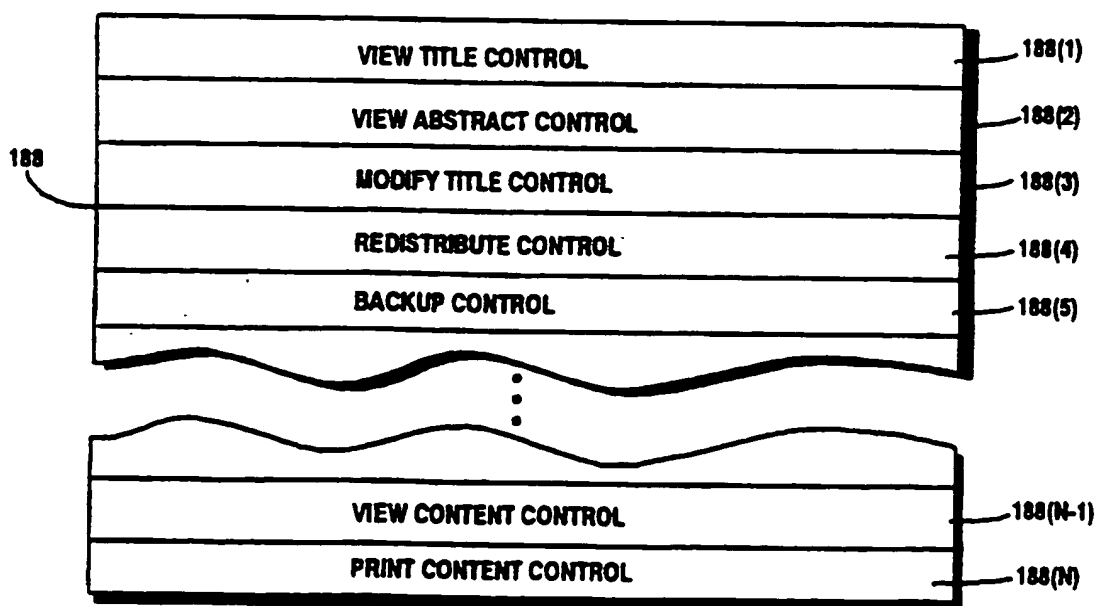 VIEW TITLE CONTROL 188(1)
VIEW ABSTRACT CONTROL 188(2)
188 MODIFY TITLE CONTROL 188(3)
REDISTRIBUTE CONTROL 188(4)
BACKUP CONTROL 188(5)
VIEW CONTENT CONTROL 188(N-1)
PRINT CONTENT CONTROL 188(N)